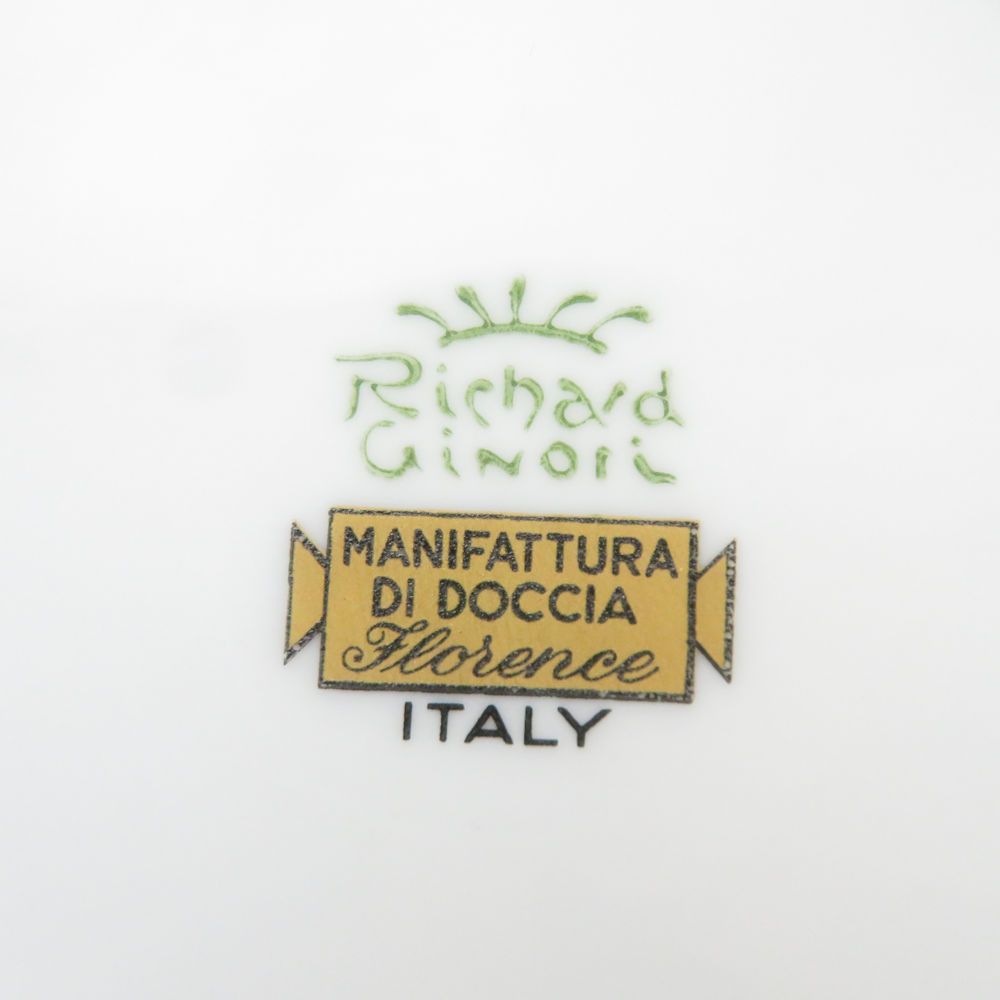 Richard
Ginori
MANIFATTURA
DI DOCCIA
Florence
ITALY